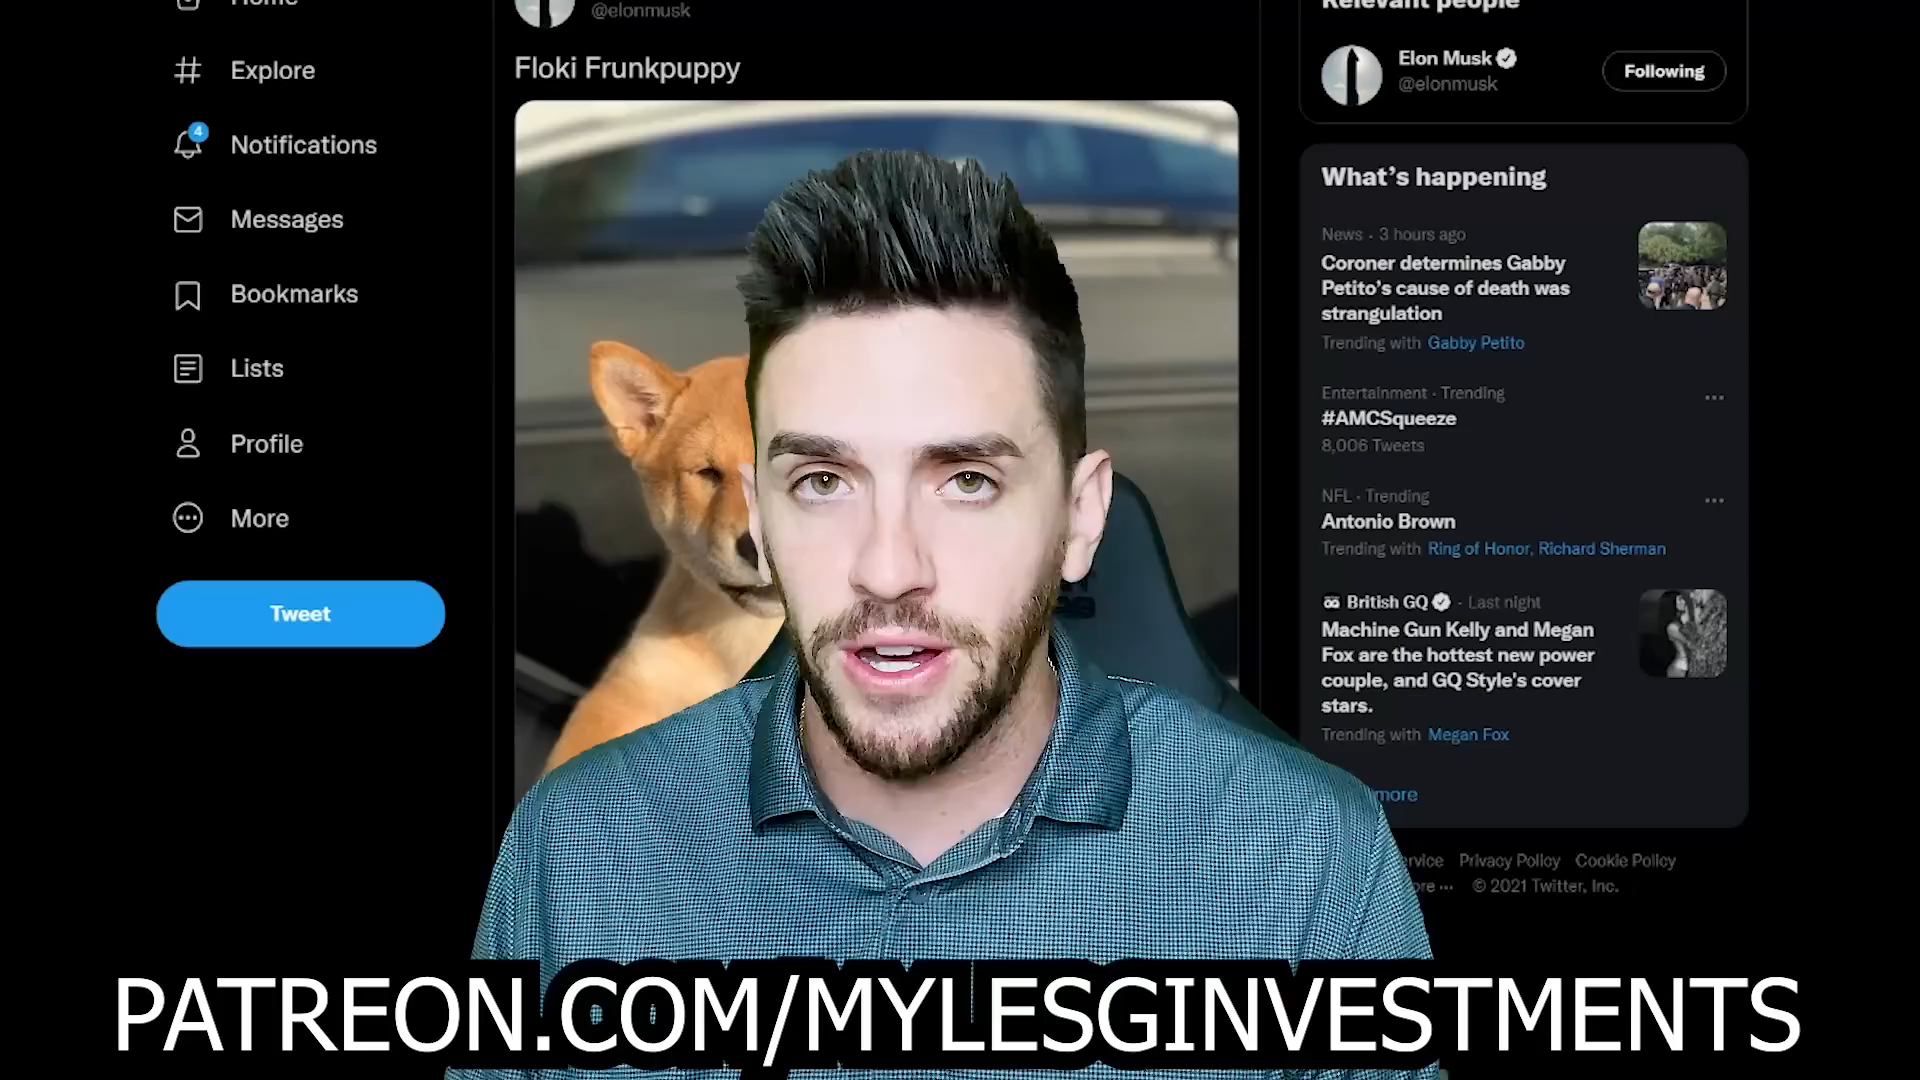 Home
Explore
4
Notifications
Messages
Bookmarks
Lists
Profile
More
Tweet
@elonmusk
Floki Frunkpuppy
Relevant people
Elon Musk
@elonmusk
Following
What's happening
News · 3 hours ago
Coroner determines Gabby
Petito's cause of death was
strangulation
Trending with Gabby Petito
Entertainment · Trending
#AMCSqueeze
8,006 Tweets
NFL · Trending
Antonio Brown
Trending with Ring of Honor, Richard Sherman
British GQ · Last night
Machine Gun Kelly and Megan
Fox are the hottest new power
couple, and GQ Style's cover
stars.
Trending with Megan Fox
more
Privacy Policy Cookie Policy
© 2021 Twitter, Inc.
PATREON.COM/MYLESGINVESTMENTS